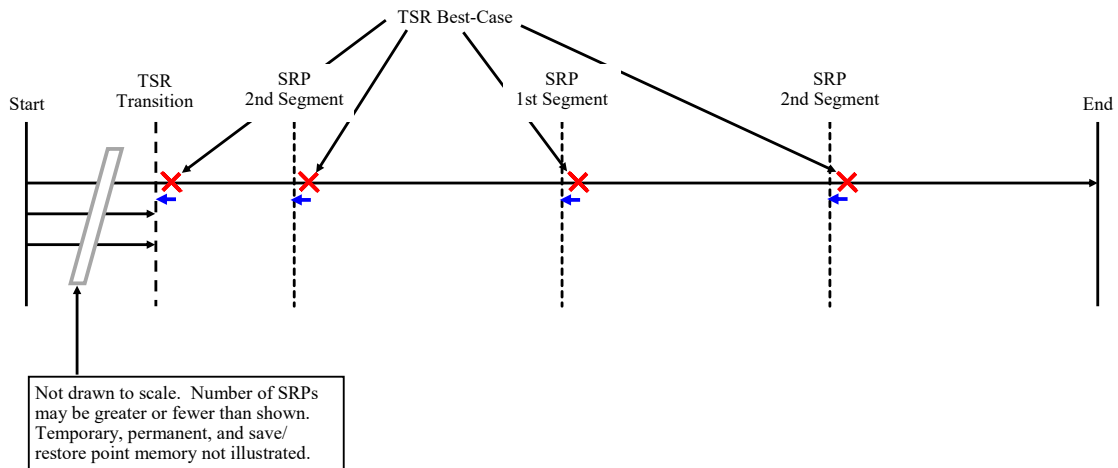 TSR Best-Case
Start
TSR
Transition
SRP
2nd Segment
SRP
1st Segment
SRP
2nd Segment
End
Not drawn to scale.  Number of SRPs
may be greater or fewer than shown.
Temporary, permanent, and save/
restore point memory not illustrated.